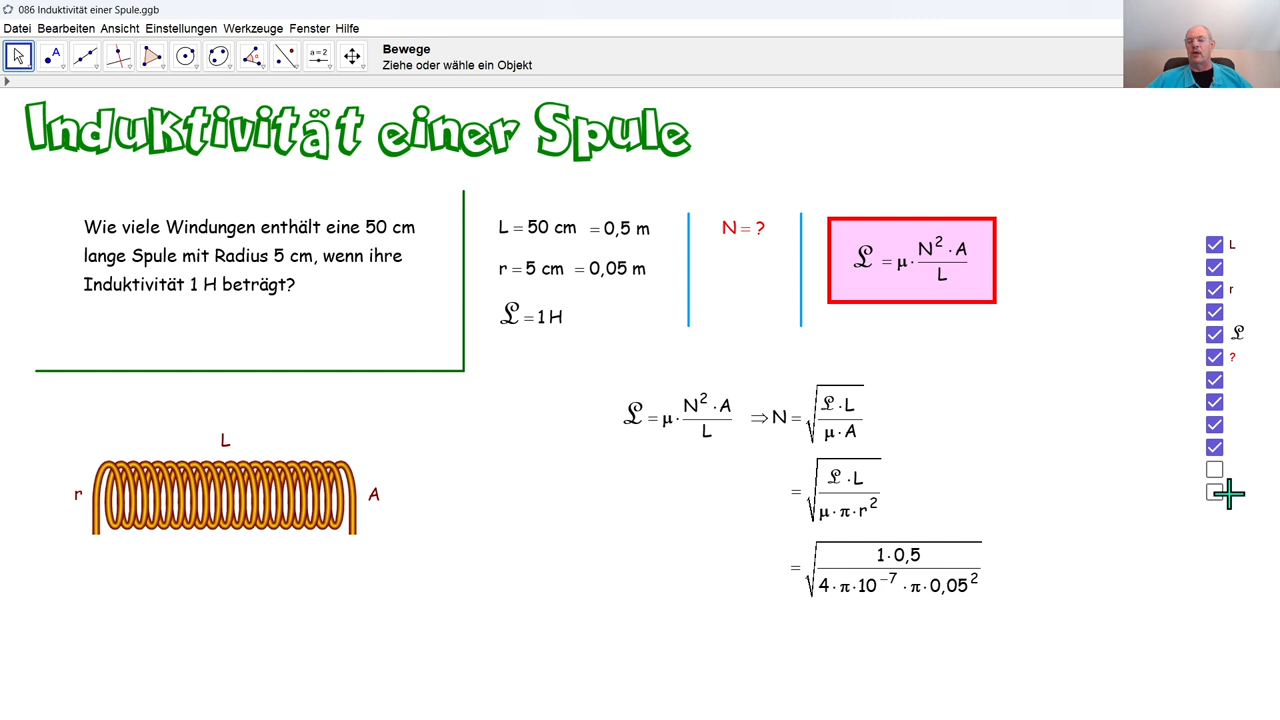 086 Induktivität einer Spule.ggb
Datei Bearbeiten Ansicht Einstellungen Werkzeuge Fenster Hilfe
A
a=2
Bewege
Ziehe oder wähle ein Objekt
Induktivität einer Spule
Wie viele Windungen enthält eine 50 cm
lange Spule mit Radius 5 cm, wenn ihre
Induktivität 1 H beträgt?
L = 50 cm = 0,5 m
r = 5 cm = 0,05 m
ℒ = 1 H
N = ?
ℒ = μ · N² · A / L
L
r
ℒ
?
ℒ = μ · N² · A / L ⇒ N = √(ℒ · L / μ · A)
= √(ℒ · L / μ · π · r²)
= √(1 · 0,5 / 4 · π · 10⁻⁷ · π · 0,05²)
L
r
A